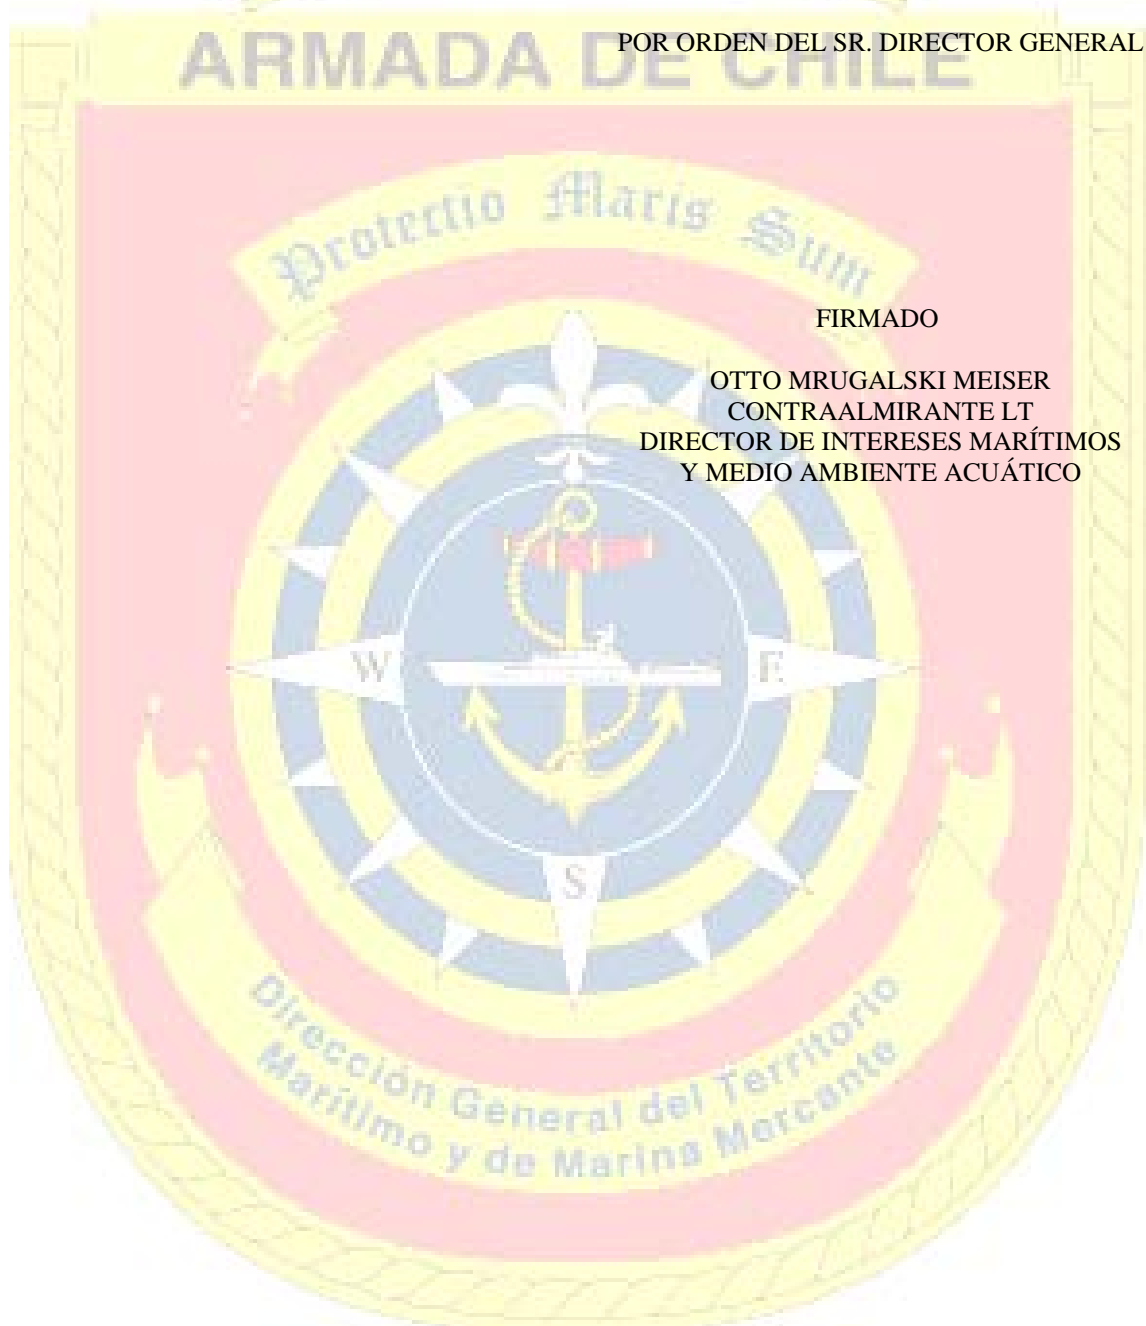 POR ORDEN DEL SR. DIRECTOR GENERAL
ARMADA DE CHILE
Protectio Maris Sum
FIRMADO
OTTO MRUGALSKI MEISER
CONTRAALMIRANTE LT
DIRECTOR DE INTERESES MARÍTIMOS
Y MEDIO AMBIENTE ACUÁTICO
W E
S
Dirección General del Territorio
Marítimo y de Marina Mercante